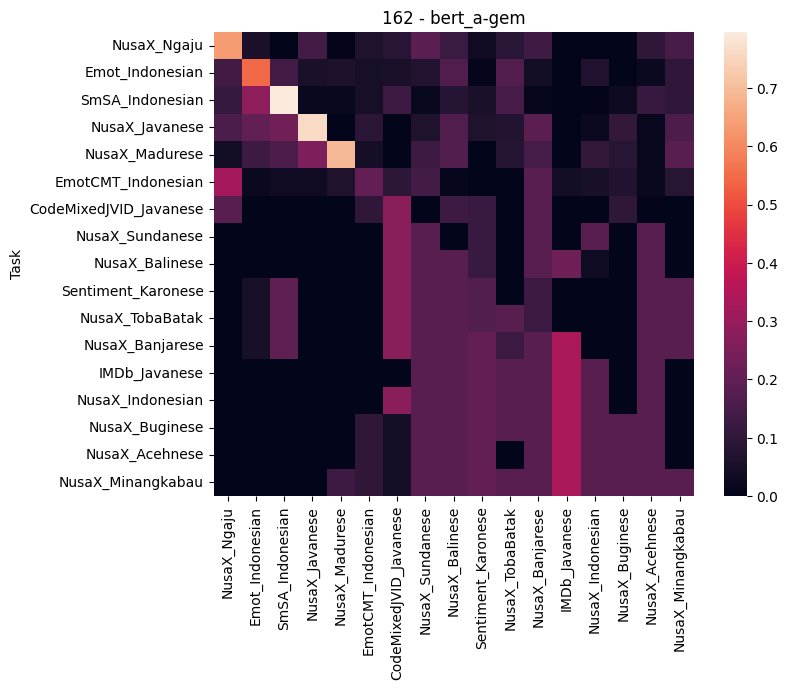 162 - bert_a-gem
Task
NusaX_Ngaju
Emot_Indonesian
SmSA_Indonesian
NusaX_Javanese
NusaX_Madurese
EmotCMT_Indonesian
CodeMixedJVID_Javanese
NusaX_Sundanese
NusaX_Balinese
Sentiment_Karonese
NusaX_TobaBatak
NusaX_Banjarese
IMDb_Javanese
NusaX_Indonesian
NusaX_Buginese
NusaX_Acehnese
NusaX_Minangkabau
NusaX_Ngaju
Emot_Indonesian
SmSA_Indonesian
NusaX_Javanese
NusaX_Madurese
EmotCMT_Indonesian
CodeMixedJVID_Javanese
NusaX_Sundanese
NusaX_Balinese
Sentiment_Karonese
NusaX_TobaBatak
NusaX_Banjarese
IMDb_Javanese
NusaX_Indonesian
NusaX_Buginese
NusaX_Acehnese
NusaX_Minangkabau
0.7
0.6
0.5
0.4
0.3
0.2
0.1
0.0